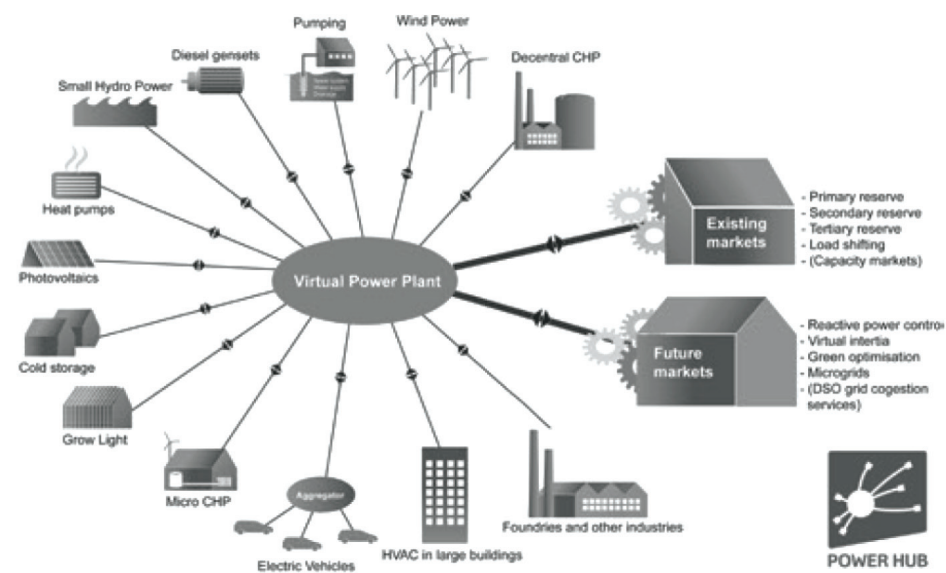 Pumping
Wind Power
Diesel gensets
Decentral CHP
Small Hydro Power
Heat pumps
Photovoltaics
Cold storage
Grow Light
Micro CHP
Aggregator
Electric Vehicles
HVAC in large buildings
Foundries and other industries
Virtual Power Plant
Existing
markets
- Primary reserve
- Secondary reserve
- Tertiary reserve
- Load shifting
- (Capacity markets)
Future
markets
- Reactive power contro
- Virtual intertia
- Green optimisation
- Microgrids
- (DSO grid cogestion
services)
POWER HUB